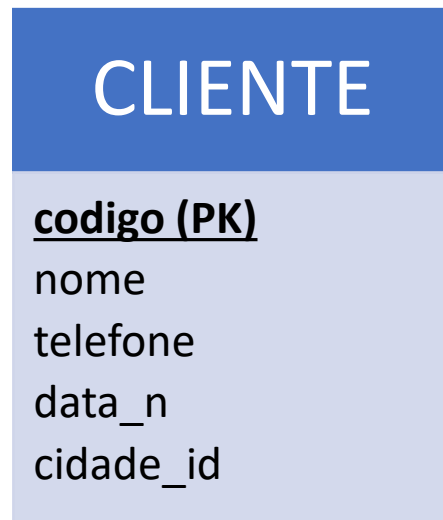 CLIENTE
codigo (PK)
nome
telefone
data_n
cidade_id